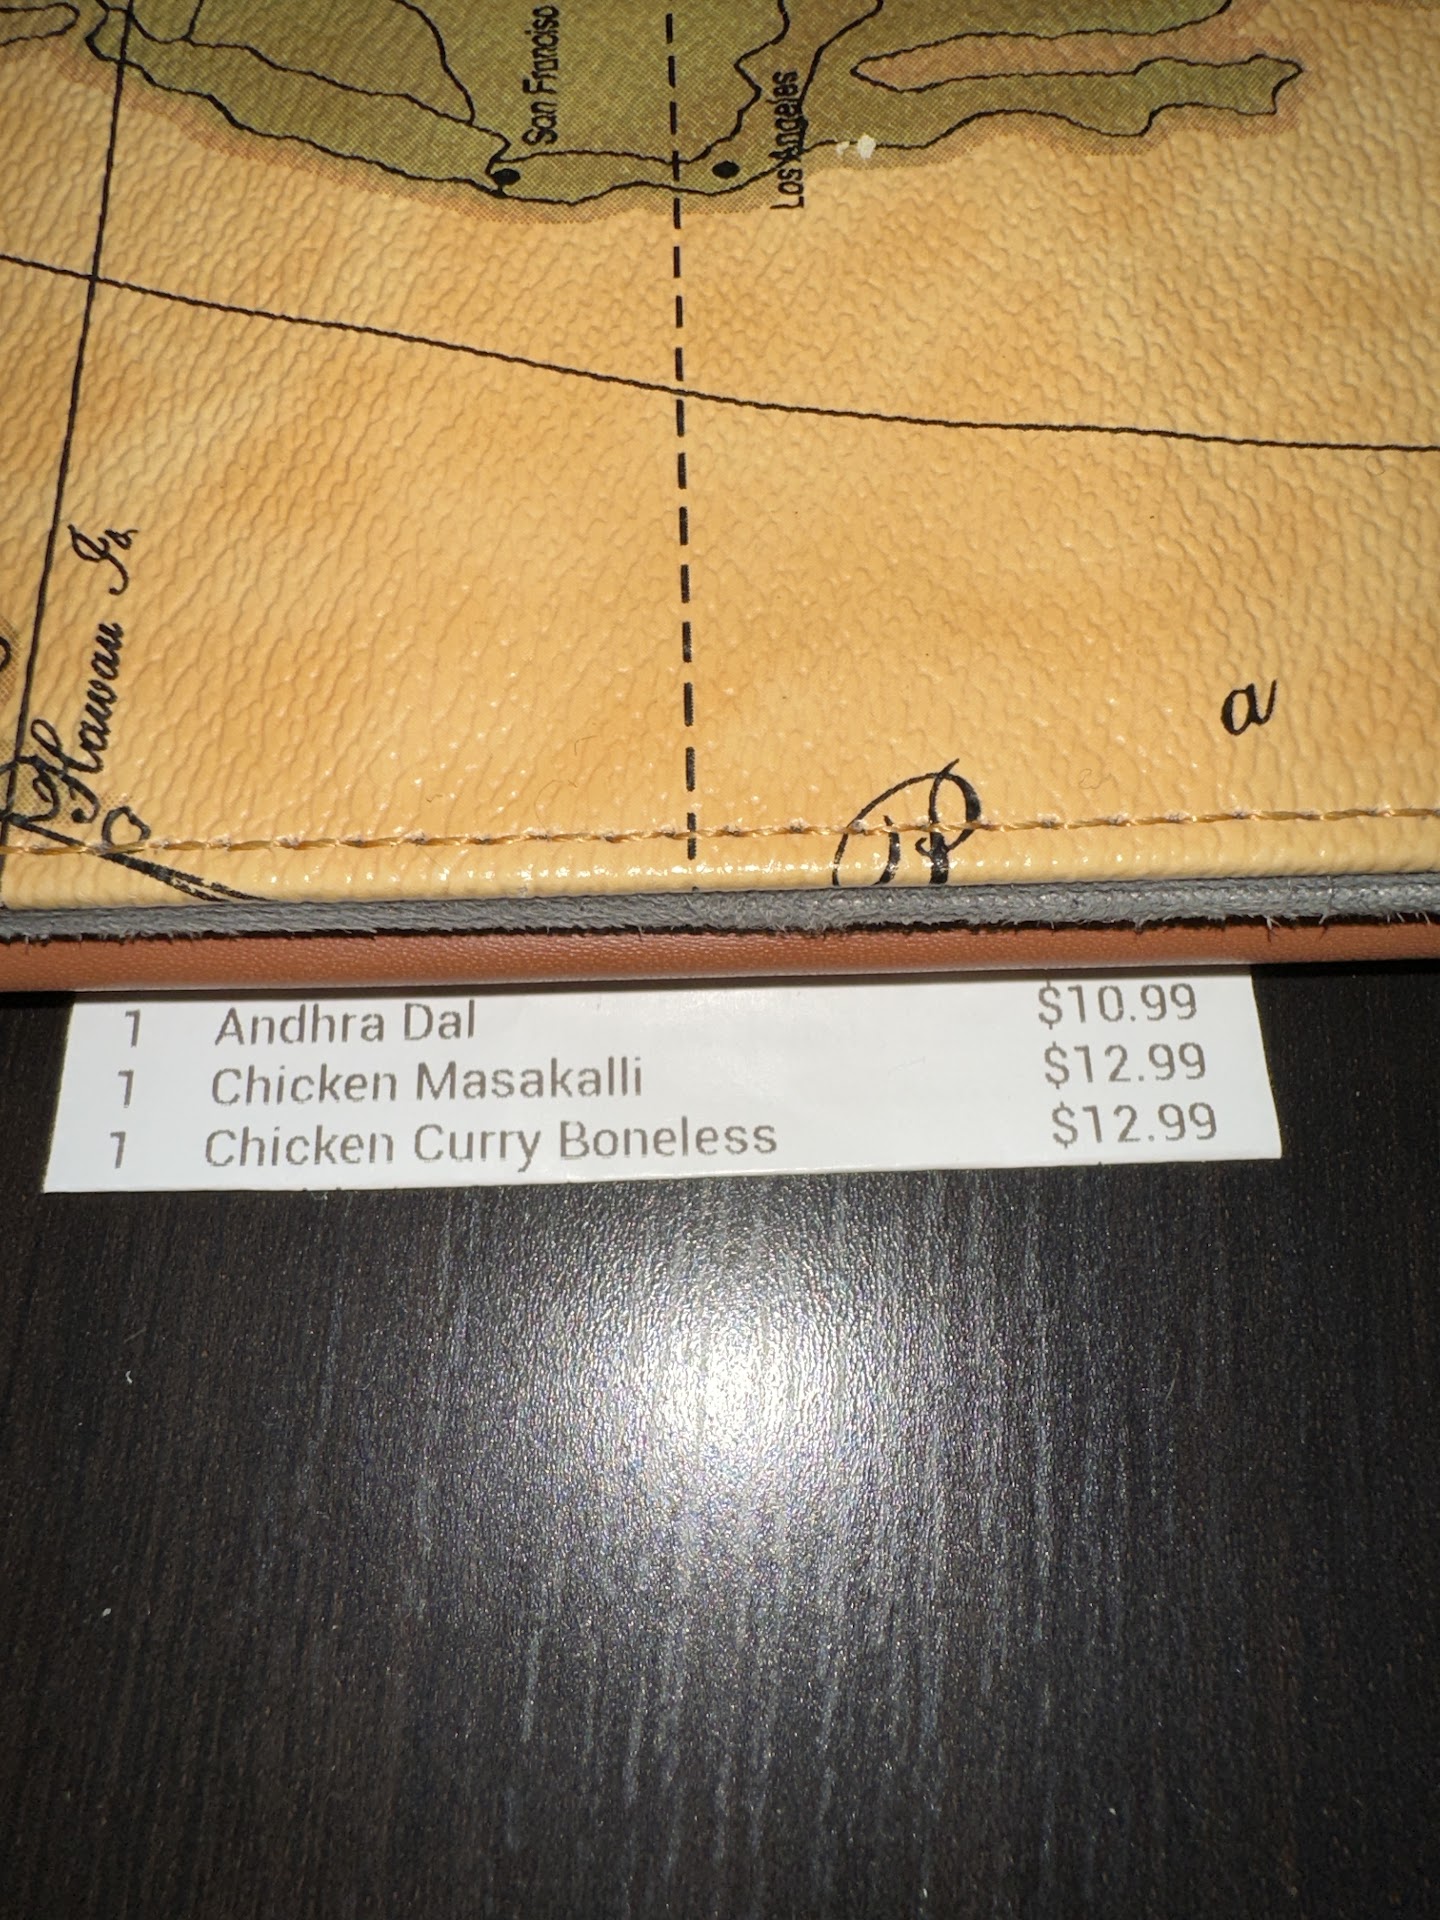 San Franciso
Los Angeles
Hawaii Is.
a
P
1 Andhra Dal $10.99
1 Chicken Masakalli $12.99
1 Chicken Curry Boneless $12.99